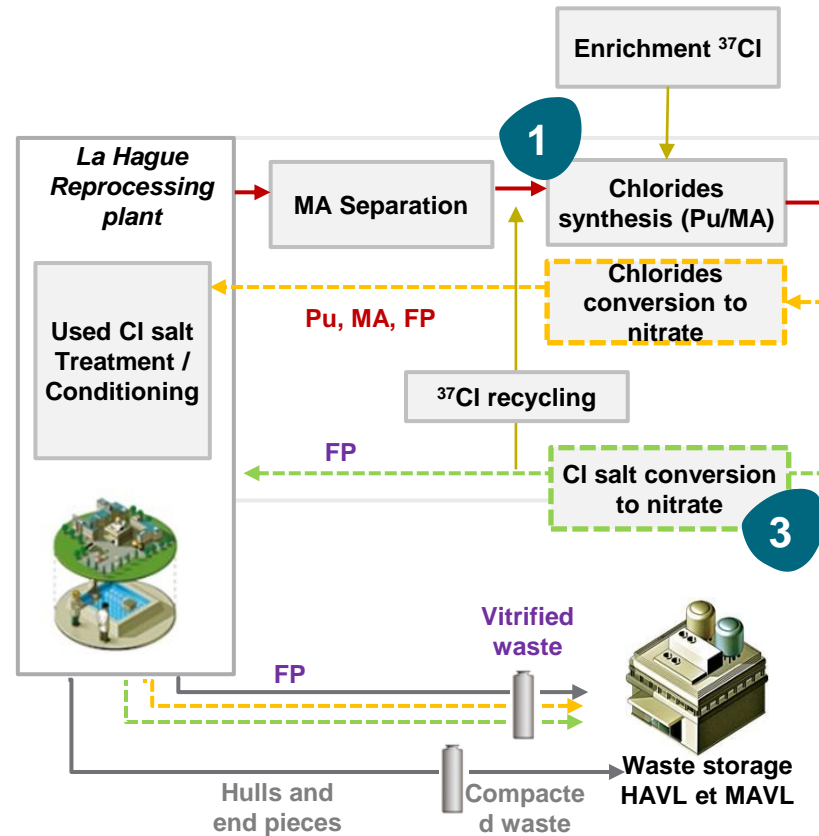 Enrichment ³⁷Cl
1
La Hague
Reprocessing
plant
MA Separation
Chlorides
synthesis (Pu/MA)
Chlorides
conversion to
nitrate
Pu, MA, FP
Used Cl salt
Treatment /
Conditioning
³⁷Cl recycling
FP
Cl salt conversion
to nitrate
3
Vitrified
waste
FP
Waste storage
HAVL et MAVL
Hulls and
end pieces
Compacte
d waste